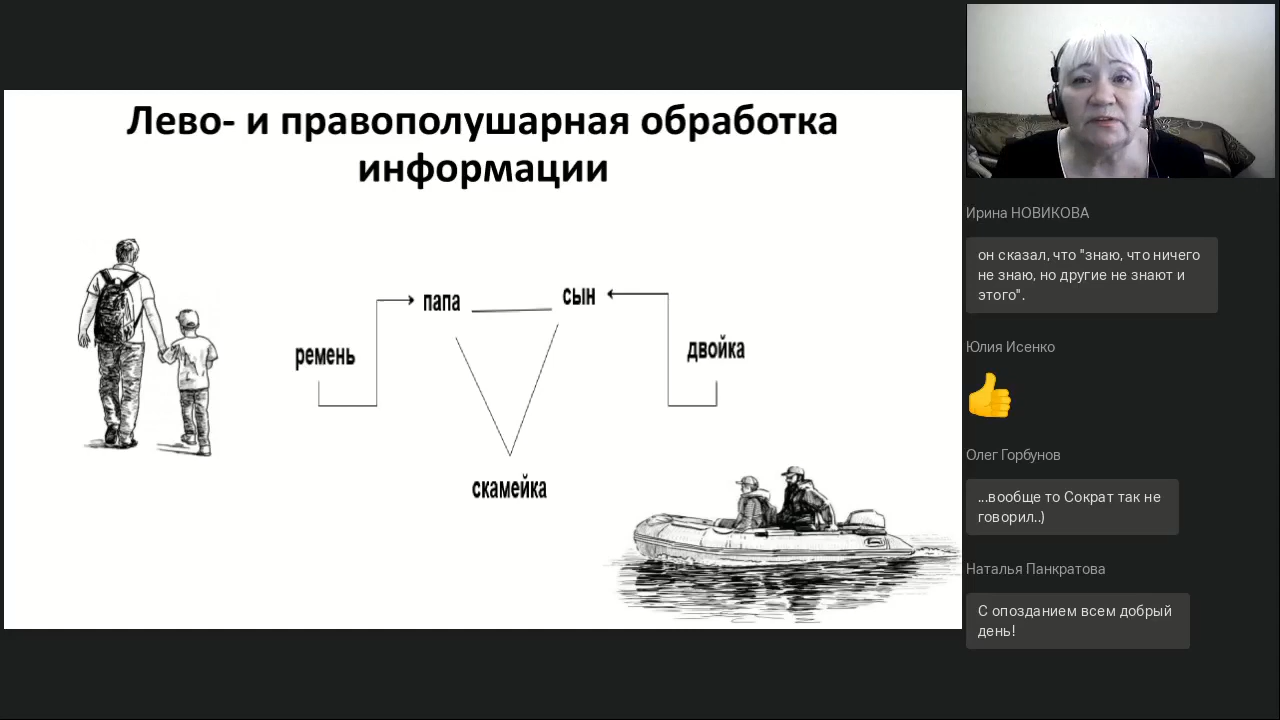 Лево- и правополушарная обработка
информации
папа
сын
ремень
двойка
скамейка
Ирина НОВИКОВА
он сказал, что "знаю, что ничего
не знаю, но другие не знают и
этого".
Юлия Исенко
Олег Горбунов
...вообще то Сократ так не
говорил..)
Наталья Панкратова
С опозданием всем добрый
день!